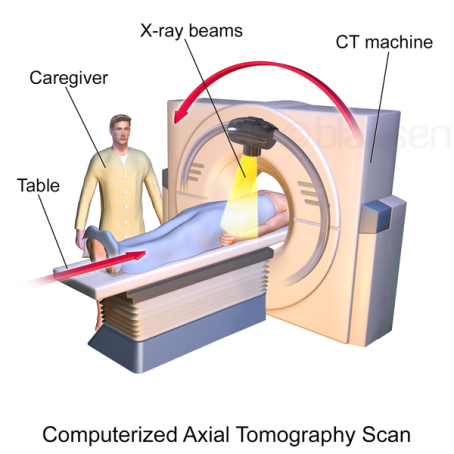 X-ray beams
CT machine
Caregiver
Table
Computerized Axial Tomography Scan